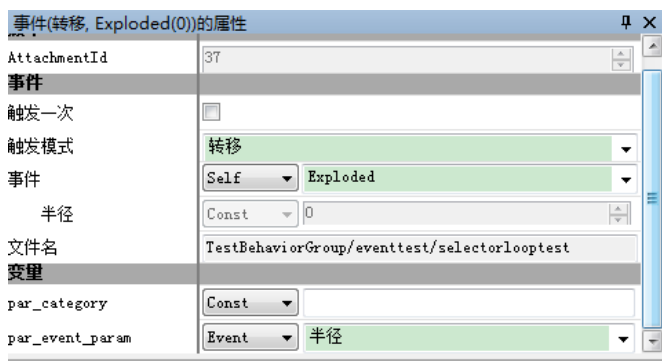 事件(转移, Exploded(0))的属性
AttachmentId 37
事件
触发一次
触发模式 转移
事件 Self Exploded
半径 Const 0
文件名 TestBehaviorGroup/eventtest/selectorlooptest
变量
par_category Const
par_event_param Event 半径